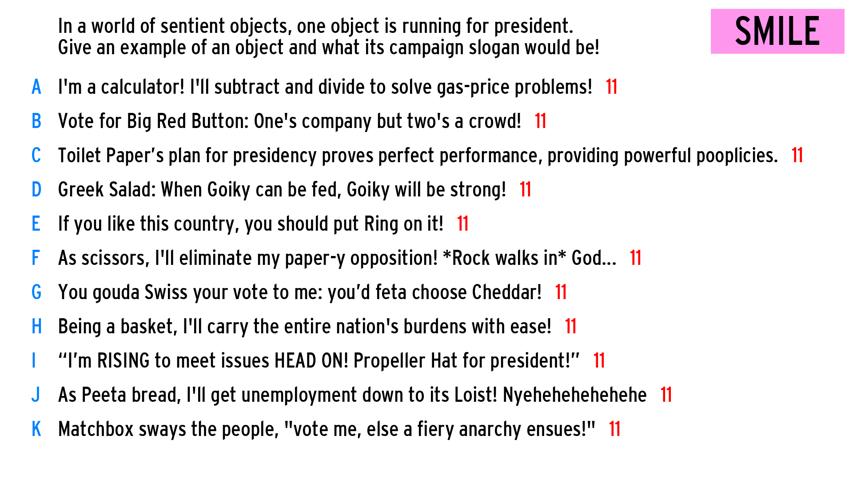 In a world of sentient objects, one object is running for president.
Give an example of an object and what its campaign slogan would be!
SMILE
A I'm a calculator! I'll subtract and divide to solve gas-price problems! 11
B Vote for Big Red Button: One's company but two's a crowd! 11
C Toilet Paper’s plan for presidency proves perfect performance, providing powerful pooplicies. 11
D Greek Salad: When Goiky can be fed, Goiky will be strong! 11
E If you like this country, you should put Ring on it! 11
F As scissors, I'll eliminate my paper-y opposition! *Rock walks in* God... 11
G You gouda Swiss your vote to me: you’d feta choose Cheddar! 11
H Being a basket, I'll carry the entire nation's burdens with ease! 11
I “I’m RISING to meet issues HEAD ON! Propeller Hat for president!” 11
J As Peeta bread, I'll get unemployment down to its Loist! Nyehehehehehehe 11
K Matchbox sways the people, "vote me, else a fiery anarchy ensues!" 11